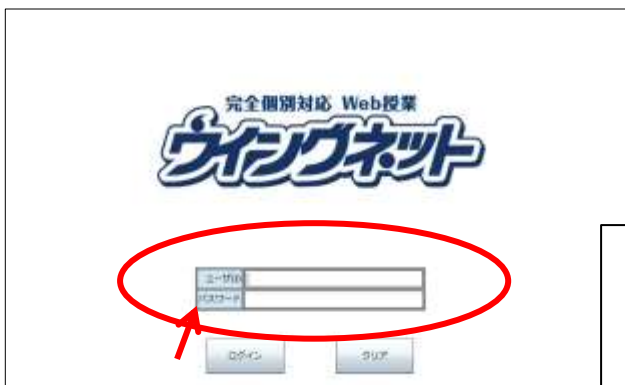 完全個別対応 Web授業
ウイングネット
ユーザID
パスワード
ログイン
クリア